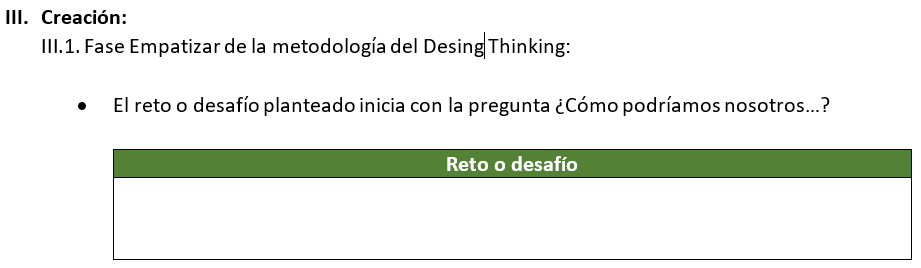 III. Creación:
III.1. Fase Empatizar de la metodología del Desing Thinking:
• El reto o desafío planteado inicia con la pregunta ¿Cómo podríamos nosotros...?
Reto o desafío